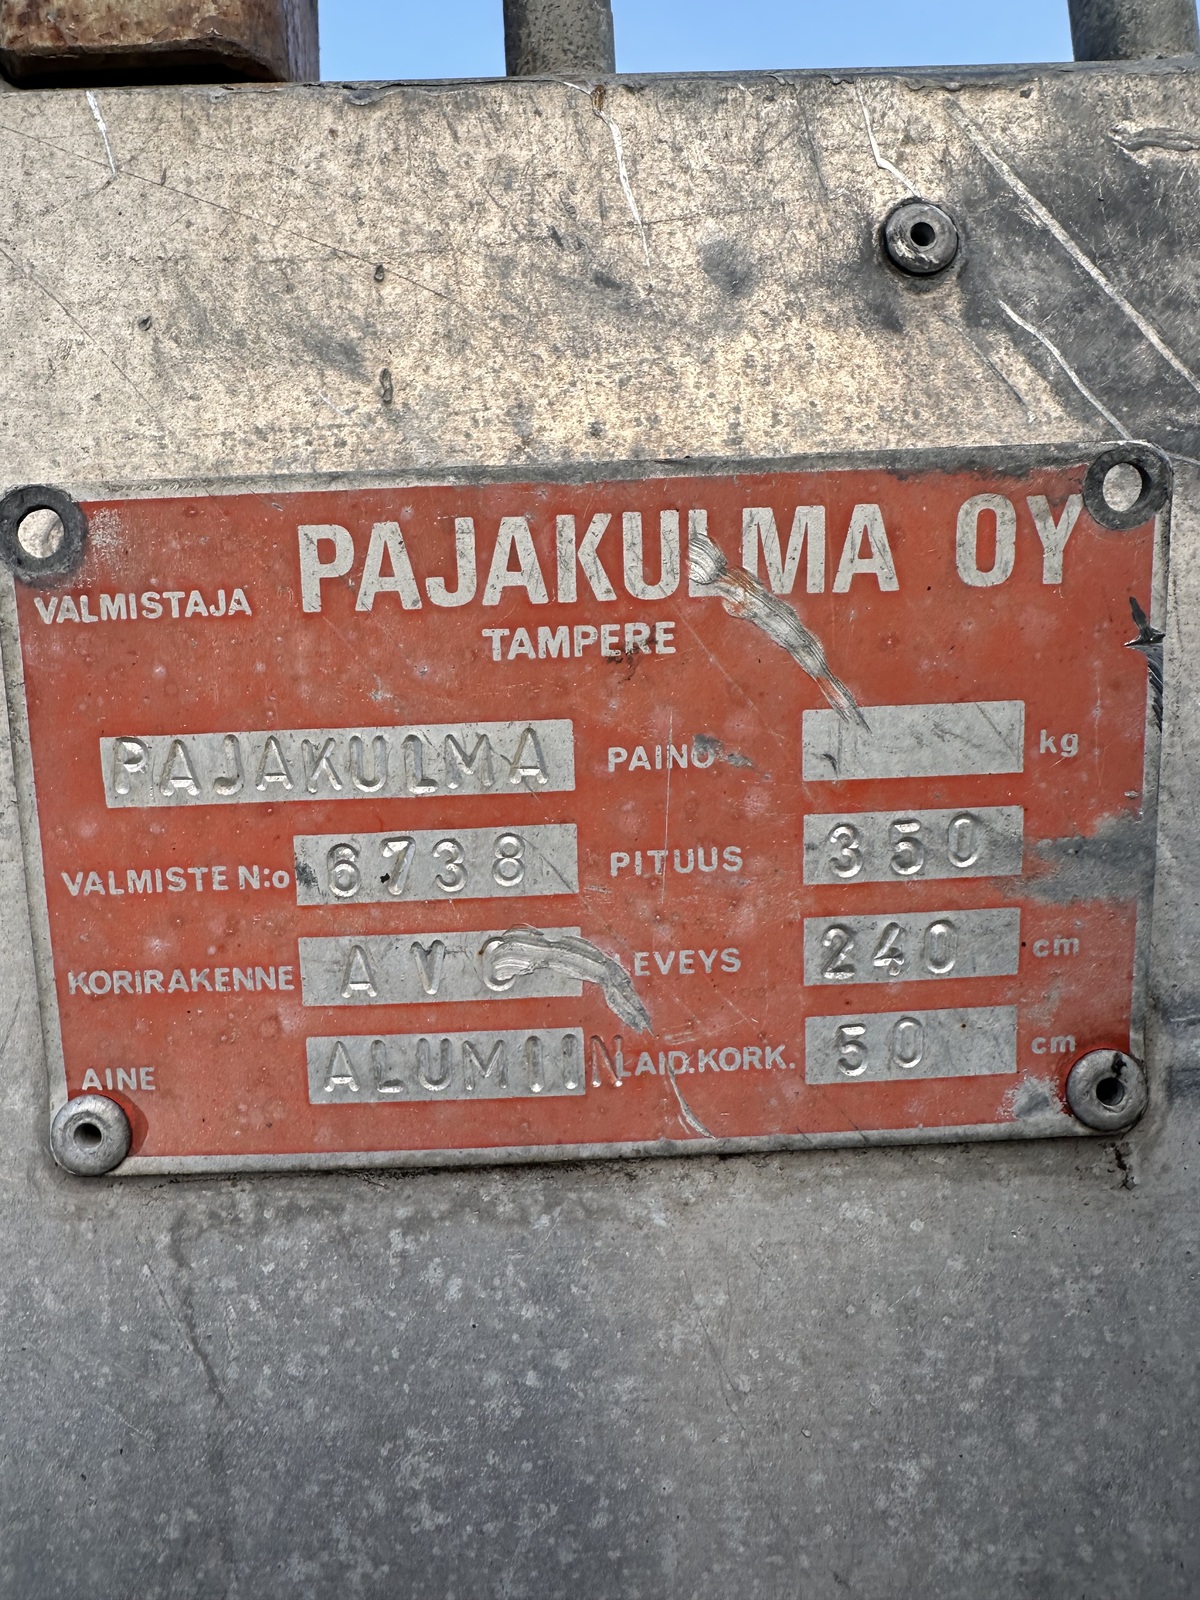 VALMISTAJA PAJAKULMA OY
TAMPERE
PAJAKULMA PAINO kg
VALMISTE N:o 6738 PITUUS 350
KORIRAKENNE LEVEYS 240 cm
AINE ALUMIIN LAID.KORK. 50 cm